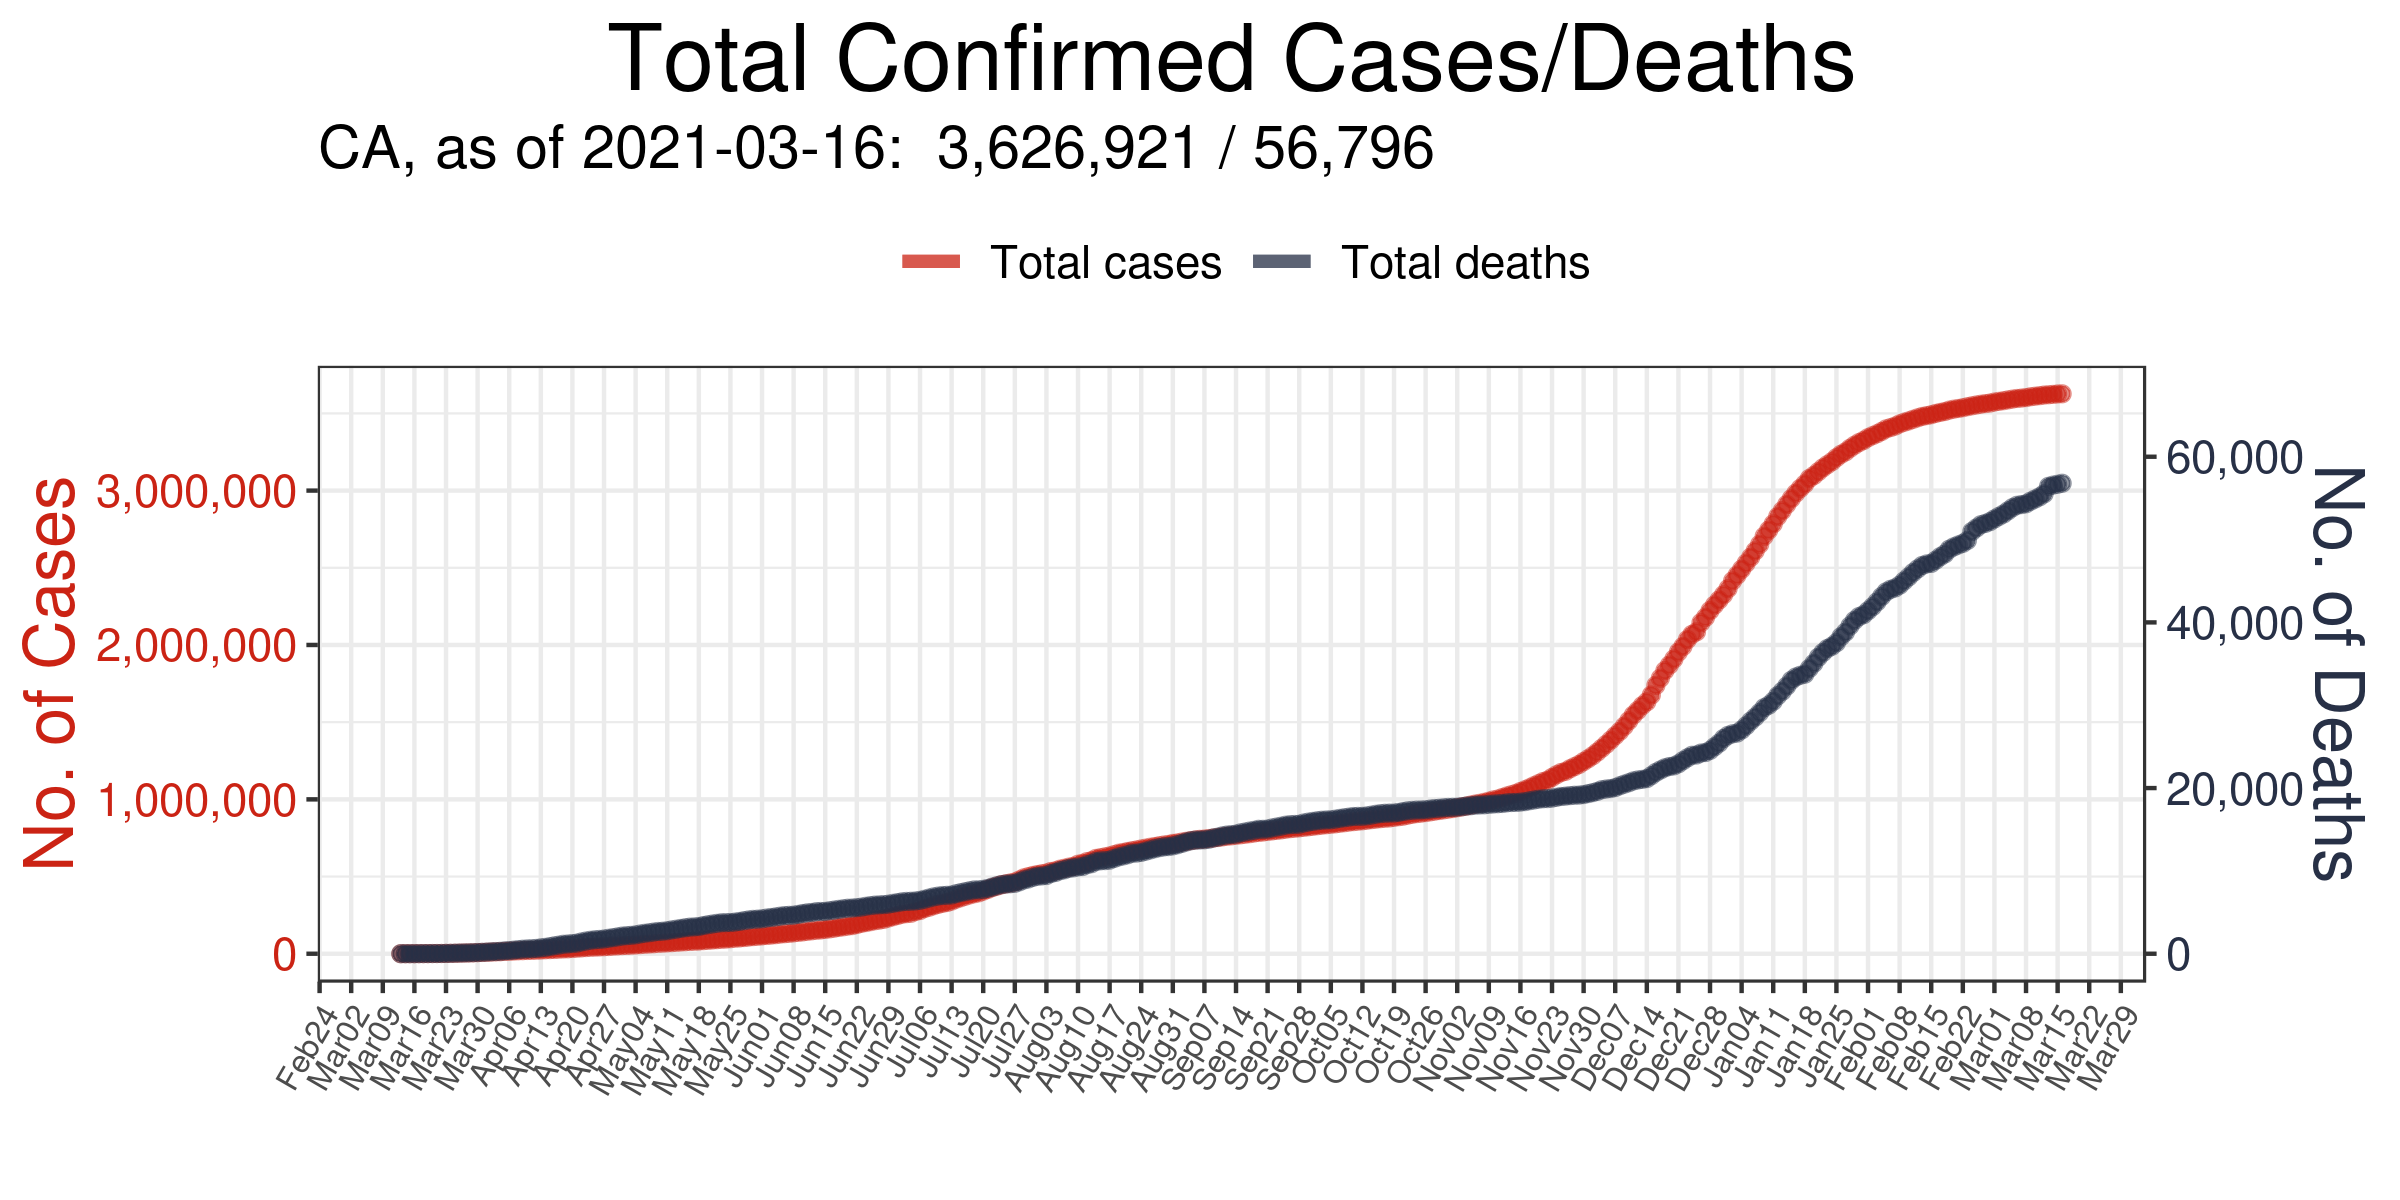 Total Confirmed Cases/Deaths
CA, as of 2021-03-16:  3,626,921 / 56,796
Total cases
Total deaths
No. of Cases
3,000,000
2,000,000
1,000,000
0
60,000
40,000
20,000
0
No. of Deaths
Feb24
Mar02
Mar09
Mar16
Mar23
Mar30
Apr06
Apr13
Apr20
Apr27
May04
May11
May18
May25
Jun01
Jun08
Jun15
Jun22
Jun29
Jul06
Jul13
Jul20
Jul27
Aug03
Aug10
Aug17
Aug24
Aug31
Sep07
Sep14
Sep21
Sep28
Oct05
Oct12
Oct19
Oct26
Nov02
Nov09
Nov16
Nov23
Nov30
Dec07
Dec14
Dec21
Dec28
Jan04
Jan11
Jan18
Jan25
Feb01
Feb08
Feb15
Feb22
Mar01
Mar08
Mar15
Mar22
Mar29